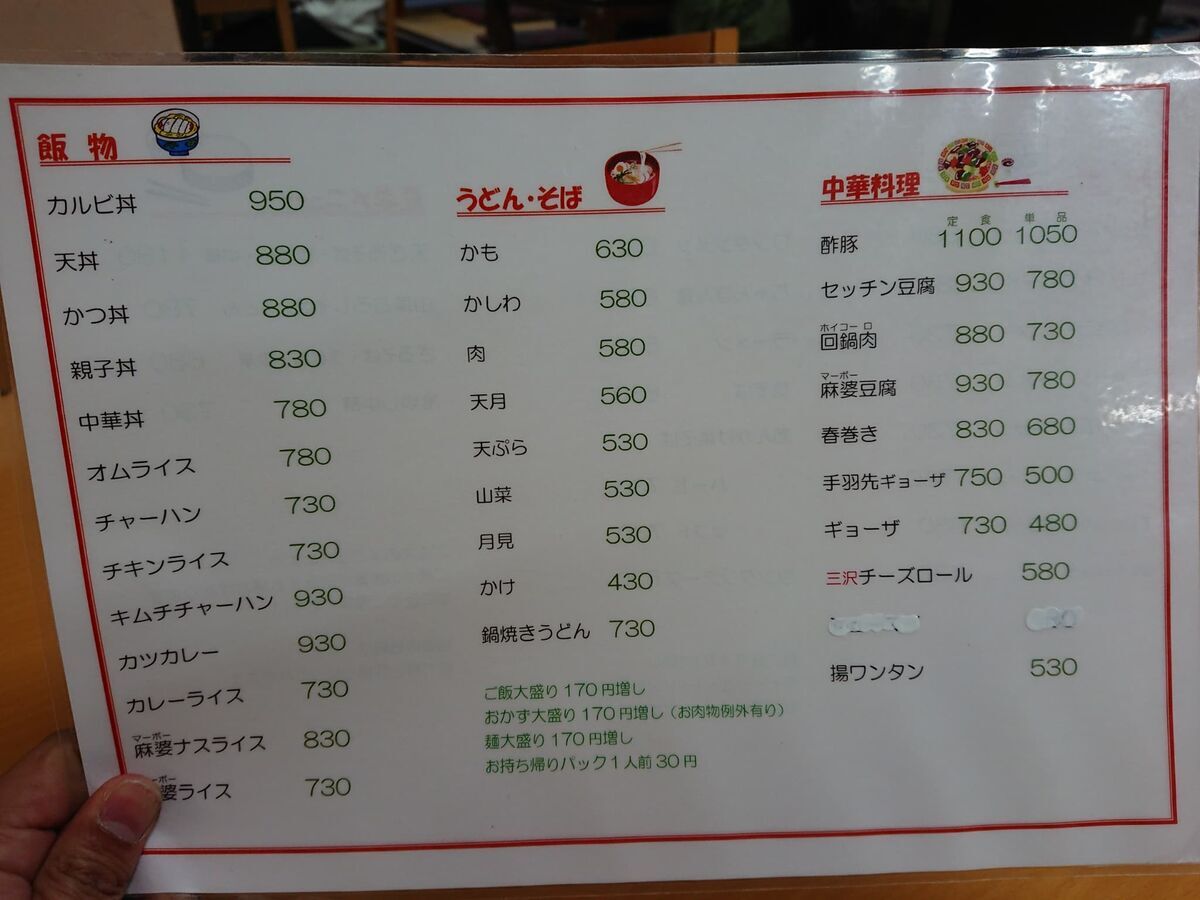 飯物
カルビ丼 950
天丼 880
かつ丼 880
親子丼 830
中華丼 780
オムライス 780
チャーハン 730
チキンライス 730
キムチチャーハン 930
カツカレー 930
カレーライス 730
マーボー
麻婆ナスライス 830
ーボー
婆ライス 730
うどん・そば
かも 630
かしわ 580
肉 580
天月 560
天ぷら 530
山菜 530
月見 530
かけ 430
鍋焼きうどん 730
ご飯大盛り170円増し
おかず大盛り170円増し（お肉物例外有り）
麺大盛り170円増し
お持ち帰りパック1人前30円
中華料理
定食 単品
酢豚 1100 1050
セッチン豆腐 930 780
ホイコーロ
回鍋肉 880 730
マーボー
麻婆豆腐 930 780
春巻き 830 680
手羽先ギョーザ 750 500
ギョーザ 730 480
三沢チーズロール 580
揚ワンタン 530